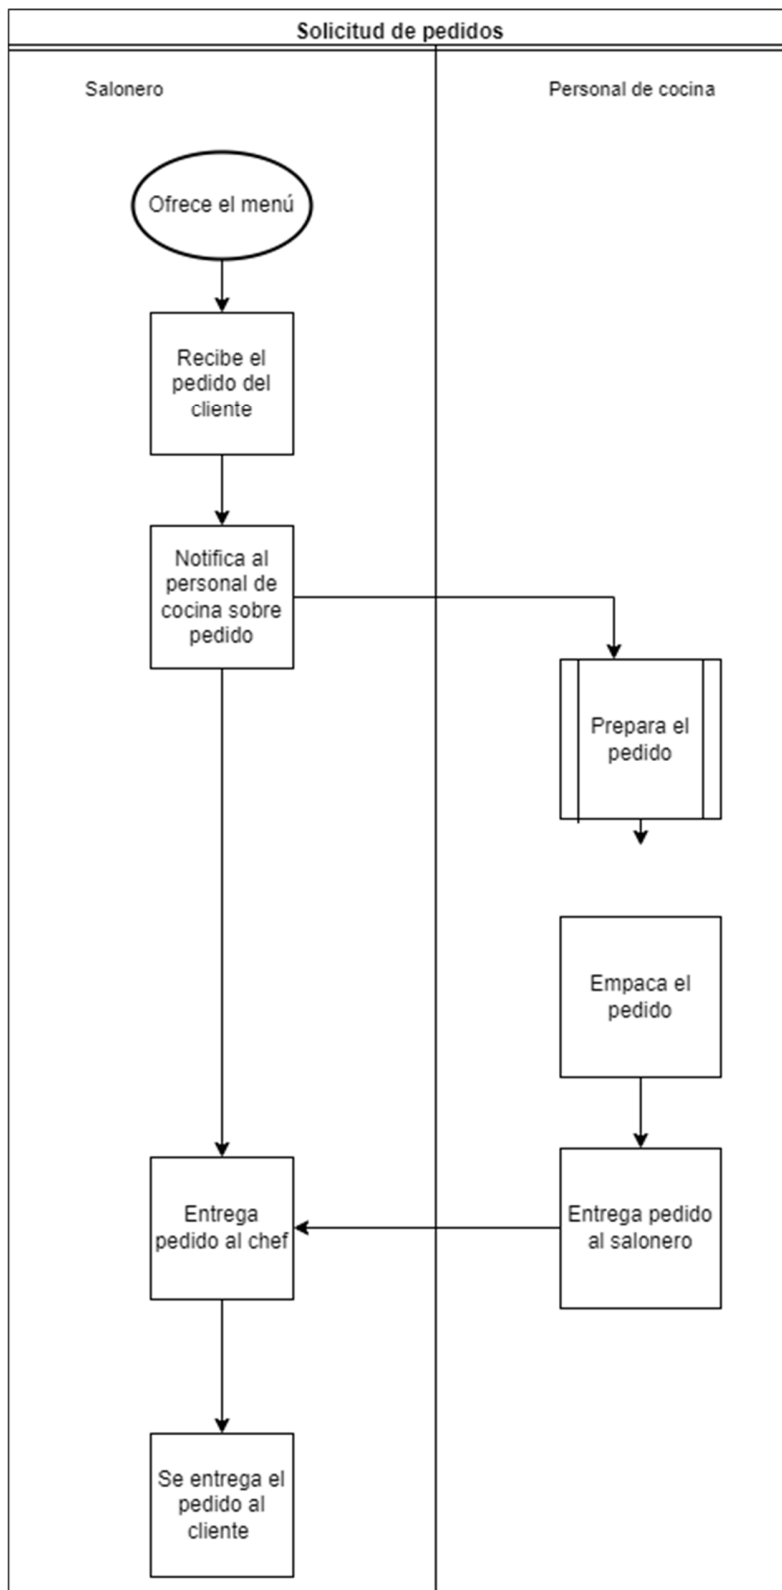 Solicitud de pedidos
Salonero
Personal de cocina
Ofrece el menú
Recibe el
pedido del
cliente
Notifica al
personal de
cocina sobre
pedido
Prepara el
pedido
Empaca el
pedido
Entrega
pedido al chef
Entrega pedido
al salonero
Se entrega el
pedido al
cliente